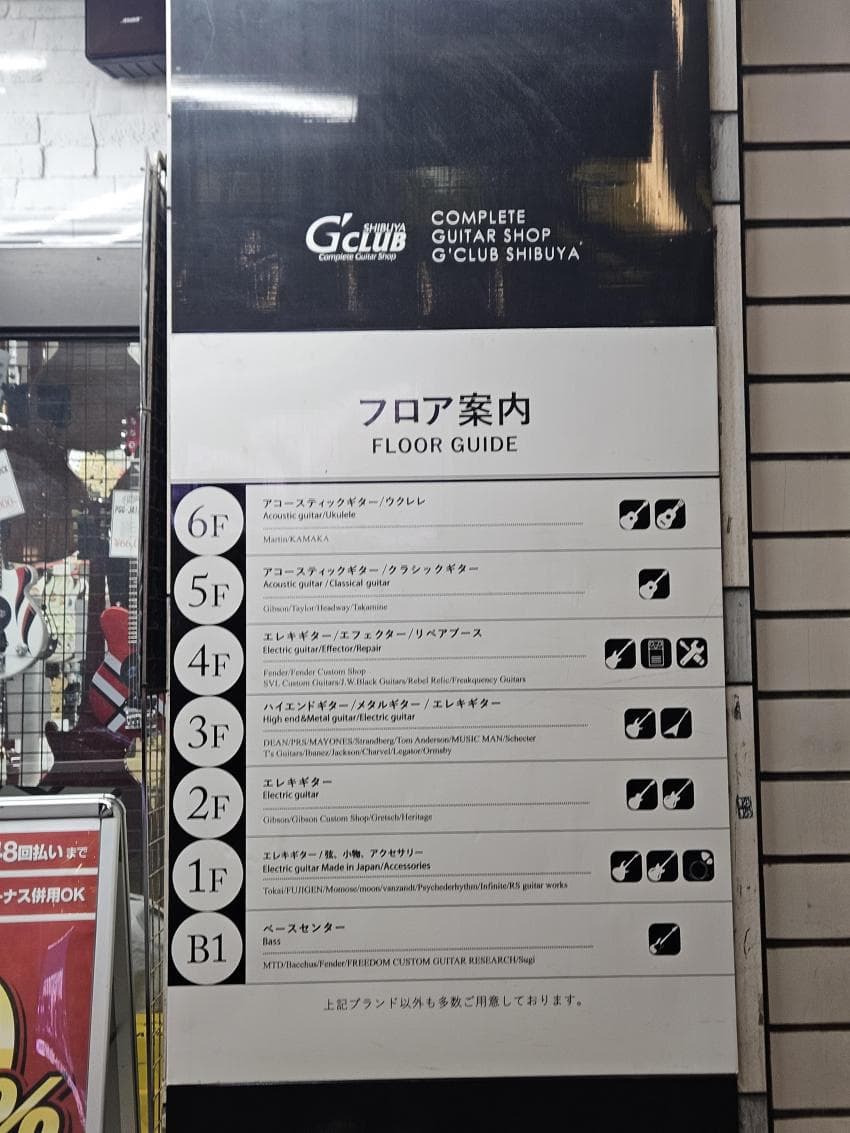 G'CLUB
SHIBUYA
Complete Guitar Shop
COMPLETE
GUITAR SHOP
G'CLUB SHIBUYA
フロア案内
FLOOR GUIDE
6F
アコースティックギター/ウクレレ
Acoustic guitar/Ukulele
Martin/KAMAKA
5F
アコースティックギター/クラシックギター
Acoustic guitar/Classical guitar
Gibson/Taylor/Headway/Takamine
4F
エレキギター/エフェクター/リペアブース
Electric guitar/Effector/Repair
Fender/Fender Custom Shop
SVL Custom Guitars/J.W.Black Guitars/Rebel Relic/Freakquency Guitars
3F
ハイエンドギター/メタルギター/エレキギター
High end&Metal guitar/Electric guitar
DEAN/PRS/MAYONES/Strandberg/Tom Anderson/MUSIC MAN/Schecter
T's Guitars/Ibanez/Jackson/Charvel/Legator/Ormsby
2F
エレキギター
Electric guitar
Gibson/Gibson Custom Shop/Gretsch/Heritage
1F
エレキギター/弦、小物、アクセサリー
Electric guitar Made in Japan/Accessories
Tokai/FUJIGEN/Momose/moon/vanzandt/Psychederhythm/Infinite/RS guitar works
B1
ベースセンター
Bass
MTD/Bacchus/Fender/FREEDOM CUSTOM GUITAR RESEARCH/Sugi
上記ブランド以外も多数ご用意しております。
8回払いまで
ナス併用OK
%